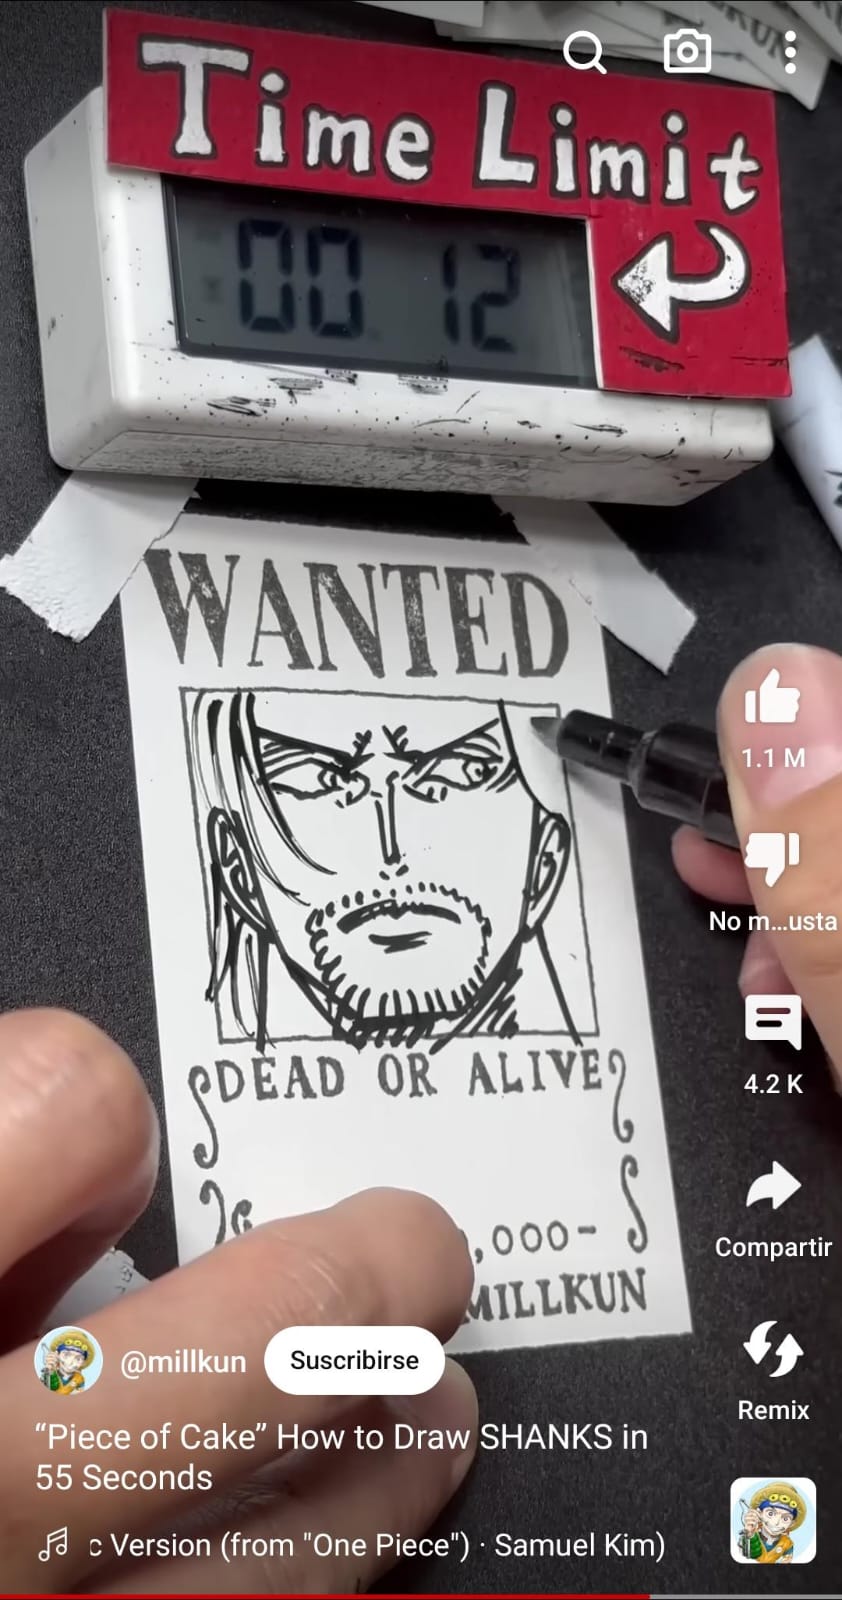 Time Limit
00 12
WANTED
DEAD OR ALIVE
,000-
MILLKUN
1.1 M
No m...usta
4.2 K
Compartir
Remix
@millkun
Suscribirse
“Piece of Cake” How to Draw SHANKS in
55 Seconds
c Version (from "One Piece") · Samuel Kim)